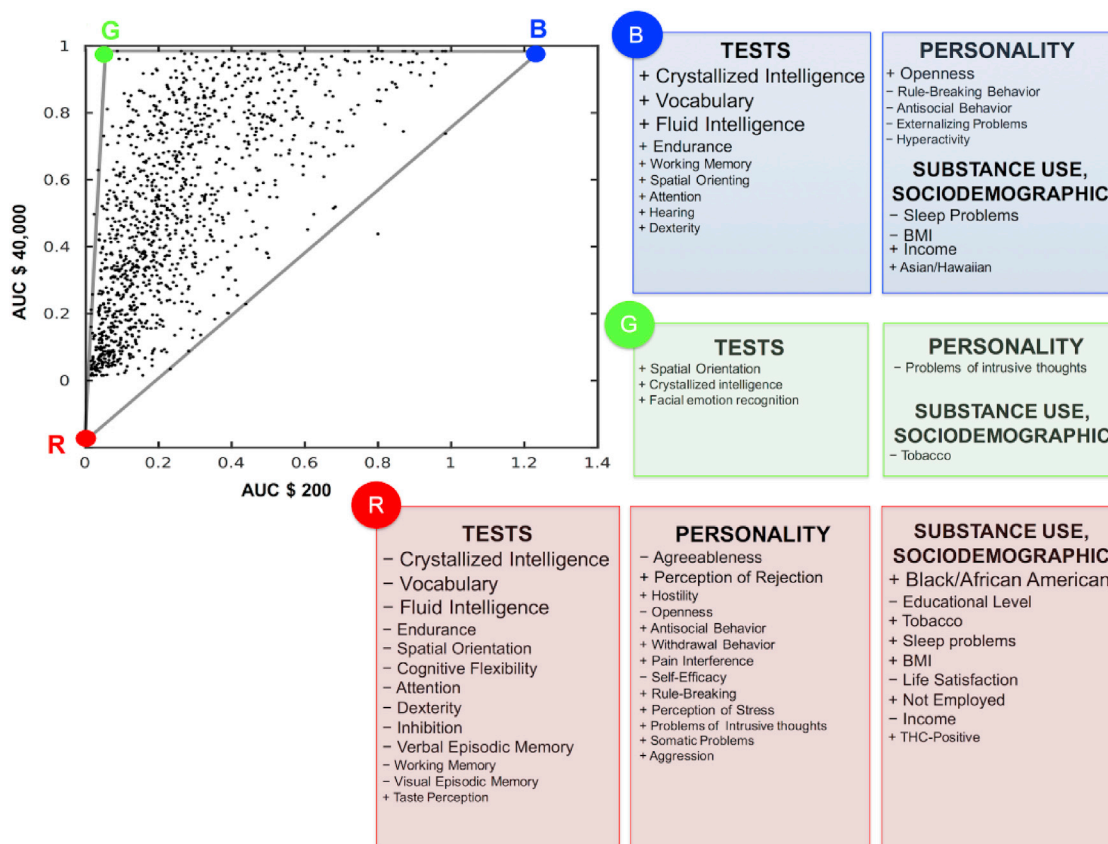 G
B
1
0.8
0.6
0.4
0.2
0
AUC $ 40,000
R
0
0.2
0.4
0.6
0.8
1
1.2
1.4
AUC $ 200
B
TESTS
+ Crystallized Intelligence
+ Vocabulary
+ Fluid Intelligence
+ Endurance
+ Working Memory
+ Spatial Orienting
+ Attention
+ Hearing
+ Dexterity
PERSONALITY
+ Openness
− Rule-Breaking Behavior
− Antisocial Behavior
− Externalizing Problems
− Hyperactivity
SUBSTANCE USE,
SOCIODEMOGRAPHIC
− Sleep Problems
− BMI
+ Income
+ Asian/Hawaiian
G
TESTS
+ Spatial Orientation
+ Crystallized intelligence
+ Facial emotion recognition
PERSONALITY
− Problems of intrusive thoughts
SUBSTANCE USE,
SOCIODEMOGRAPHIC
− Tobacco
R
TESTS
− Crystallized Intelligence
− Vocabulary
− Fluid Intelligence
− Endurance
− Spatial Orientation
− Cognitive Flexibility
− Attention
− Dexterity
− Inhibition
− Verbal Episodic Memory
− Working Memory
− Visual Episodic Memory
+ Taste Perception
PERSONALITY
− Agreeableness
+ Perception of Rejection
+ Hostility
− Openness
+ Antisocial Behavior
+ Withdrawal Behavior
+ Pain Interference
− Self-Efficacy
+ Rule-Breaking
+ Perception of Stress
+ Problems of Intrusive thoughts
+ Somatic Problems
+ Aggression
SUBSTANCE USE,
SOCIODEMOGRAPHIC
+ Black/African American
− Educational Level
+ Tobacco
+ Sleep problems
+ BMI
− Life Satisfaction
+ Not Employed
− Income
+ THC-Positive